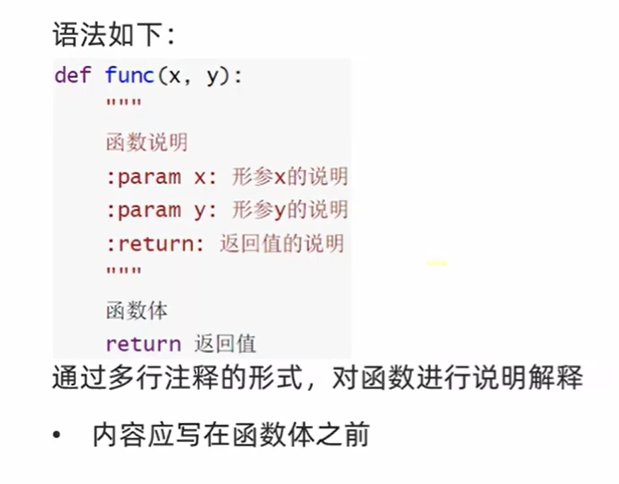 语法如下：
def func(x, y):
    """
    函数说明
    :param x: 形参x的说明
    :param y: 形参y的说明
    :return: 返回值的说明
    """
    函数体
    return 返回值
通过多行注释的形式，对函数进行说明解释
• 内容应写在函数体之前